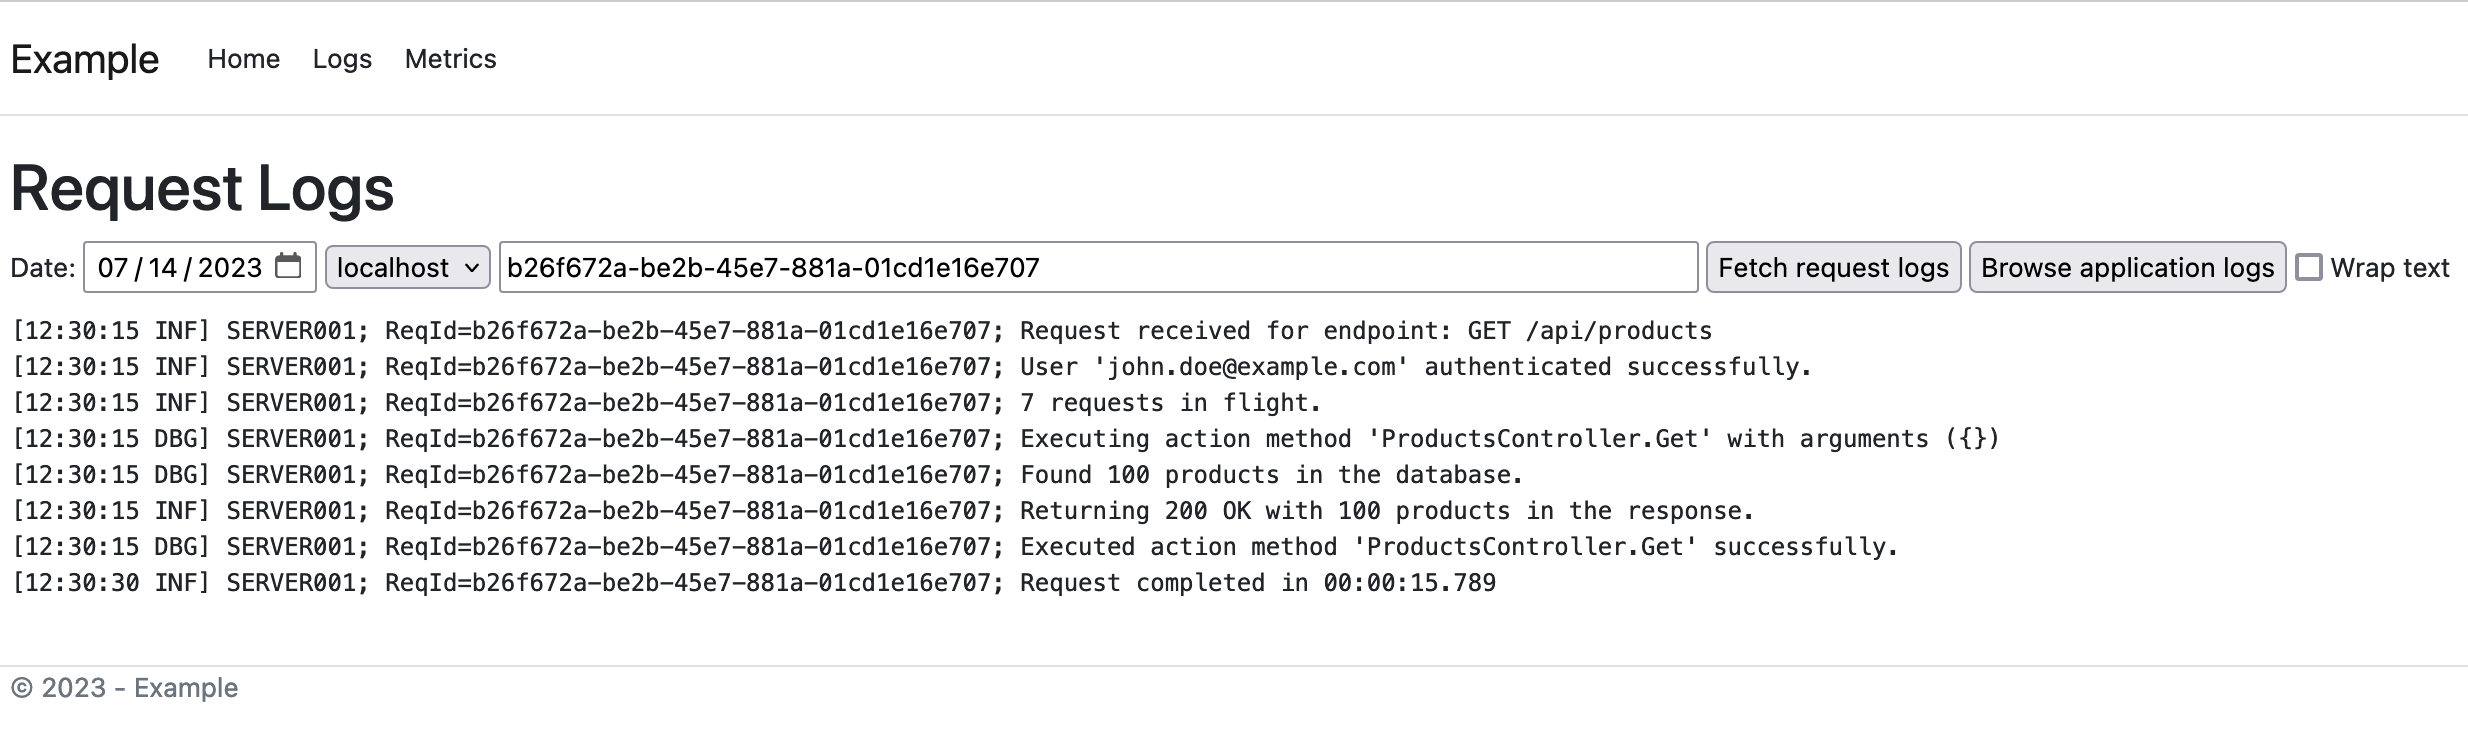 Example Home Logs Metrics
Request Logs
Date: 07/14/2023 localhost b26f672a-be2b-45e7-881a-01cd1e16e707 Fetch request logs Browse application logs Wrap text
[12:30:15 INF] SERVER001; ReqId=b26f672a-be2b-45e7-881a-01cd1e16e707; Request received for endpoint: GET /api/products
[12:30:15 INF] SERVER001; ReqId=b26f672a-be2b-45e7-881a-01cd1e16e707; User 'john.doe@example.com' authenticated successfully.
[12:30:15 INF] SERVER001; ReqId=b26f672a-be2b-45e7-881a-01cd1e16e707; 7 requests in flight.
[12:30:15 DBG] SERVER001; ReqId=b26f672a-be2b-45e7-881a-01cd1e16e707; Executing action method 'ProductsController.Get' with arguments ({})
[12:30:15 DBG] SERVER001; ReqId=b26f672a-be2b-45e7-881a-01cd1e16e707; Found 100 products in the database.
[12:30:15 INF] SERVER001; ReqId=b26f672a-be2b-45e7-881a-01cd1e16e707; Returning 200 OK with 100 products in the response.
[12:30:15 DBG] SERVER001; ReqId=b26f672a-be2b-45e7-881a-01cd1e16e707; Executed action method 'ProductsController.Get' successfully.
[12:30:30 INF] SERVER001; ReqId=b26f672a-be2b-45e7-881a-01cd1e16e707; Request completed in 00:00:15.789
© 2023 - Example